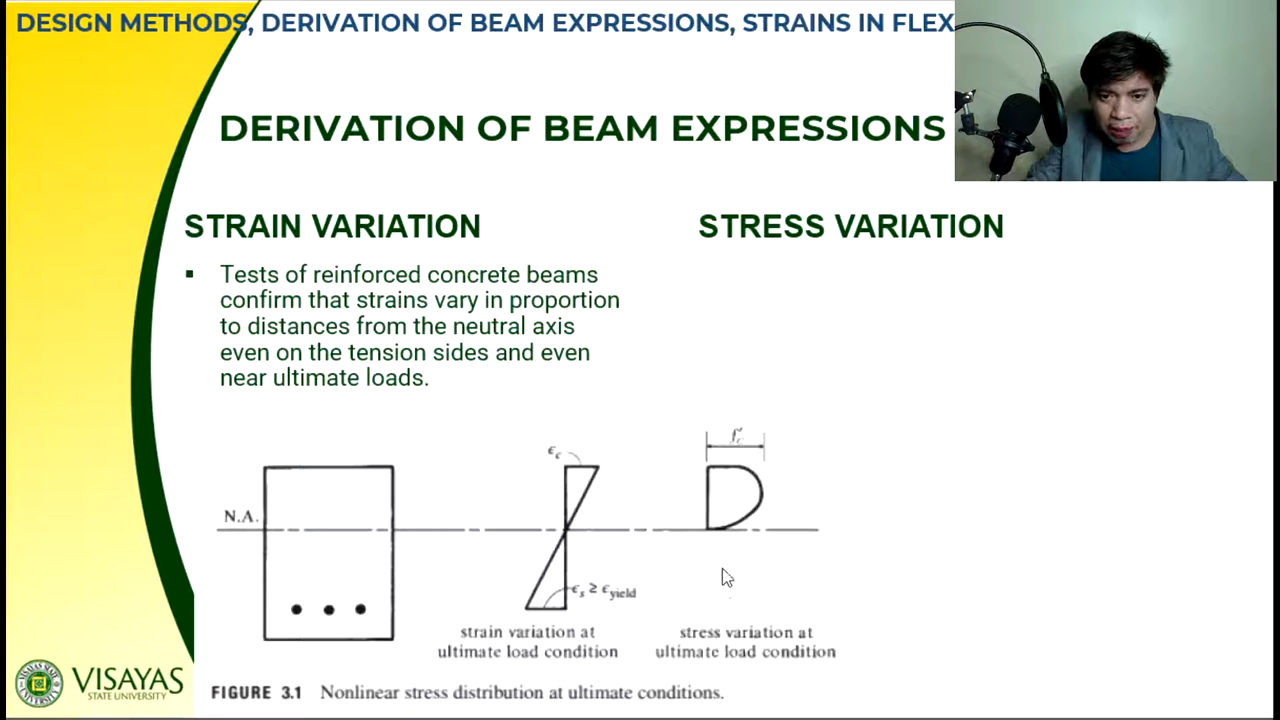 DESIGN METHODS, DERIVATION OF BEAM EXPRESSIONS, STRAINS IN FLEX
DERIVATION OF BEAM EXPRESSIONS
STRAIN VARIATION
▪ Tests of reinforced concrete beams
confirm that strains vary in proportion
to distances from the neutral axis
even on the tension sides and even
near ultimate loads.
STRESS VARIATION
N.A.
ϵc
ϵs ≥ ϵyield
f'c
strain variation at
ultimate load condition
stress variation at
ultimate load condition
FIGURE 3.1 Nonlinear stress distribution at ultimate conditions.
VISAYAS
STATE UNIVERSITY